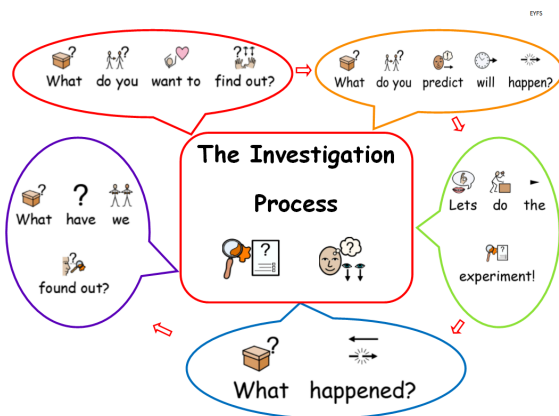 EYFS
What do you want to find out?
What do you predict will happen?
The Investigation
Process
Lets do the
experiment!
What happened?
What have we
found out?